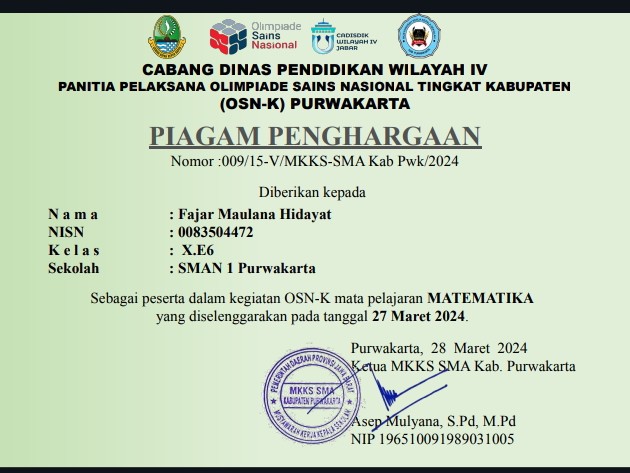 Olimpiade
Sains
Nasional
CADISDIK
WILAYAH IV
JABAR
CABANG DINAS PENDIDIKAN WILAYAH IV
PANITIA PELAKSANA OLIMPIADE SAINS NASIONAL TINGKAT KABUPATEN
(OSN-K) PURWAKARTA
PIAGAM PENGHARGAAN
Nomor :009/15-V/MKKS-SMA Kab Pwk/2024
Diberikan kepada
N a m a : Fajar Maulana Hidayat
NISN : 0083504472
K e l a s : X.E6
Sekolah : SMAN 1 Purwakarta
Sebagai peserta dalam kegiatan OSN-K mata pelajaran MATEMATIKA
yang diselenggarakan pada tanggal 27 Maret 2024.
Purwakarta, 28 Maret 2024
Ketua MKKS SMA Kab. Purwakarta
PEMERINTAH DAERAH PROVINSI JAWA BARAT
MKKS SMA
KABUPATEN PURWAKARTA
MUSYAWARAH KERJA KEPALA SEKOLAH
Asep Mulyana, S.Pd, M.Pd
NIP 196510091989031005